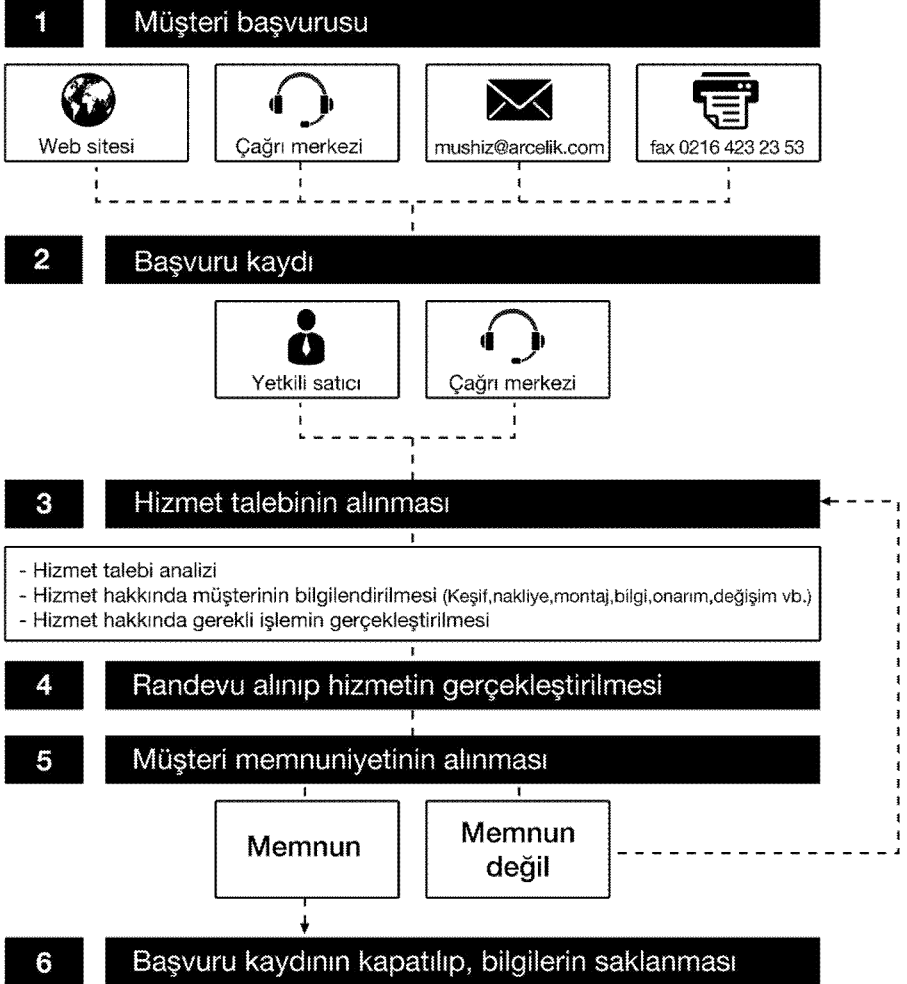 1 Müşteri başvurusu
Web sitesi
Çağrı merkezi
mushiz@arcelik.com
fax 0216 423 23 53
2 Başvuru kaydı
Yetkili satıcı
Çağrı merkezi
3 Hizmet talebinin alınması
- Hizmet talebi analizi
- Hizmet hakkında müşterinin bilgilendirilmesi (Keşif,nakliye,montaj,bilgi,onarım,değişim vb.)
- Hizmet hakkında gerekli işlemin gerçekleştirilmesi
4 Randevu alınıp hizmetin gerçekleştirilmesi
5 Müşteri memnuniyetinin alınması
Memnun
Memnun
değil
6 Başvuru kaydının kapatılıp, bilgilerin saklanması